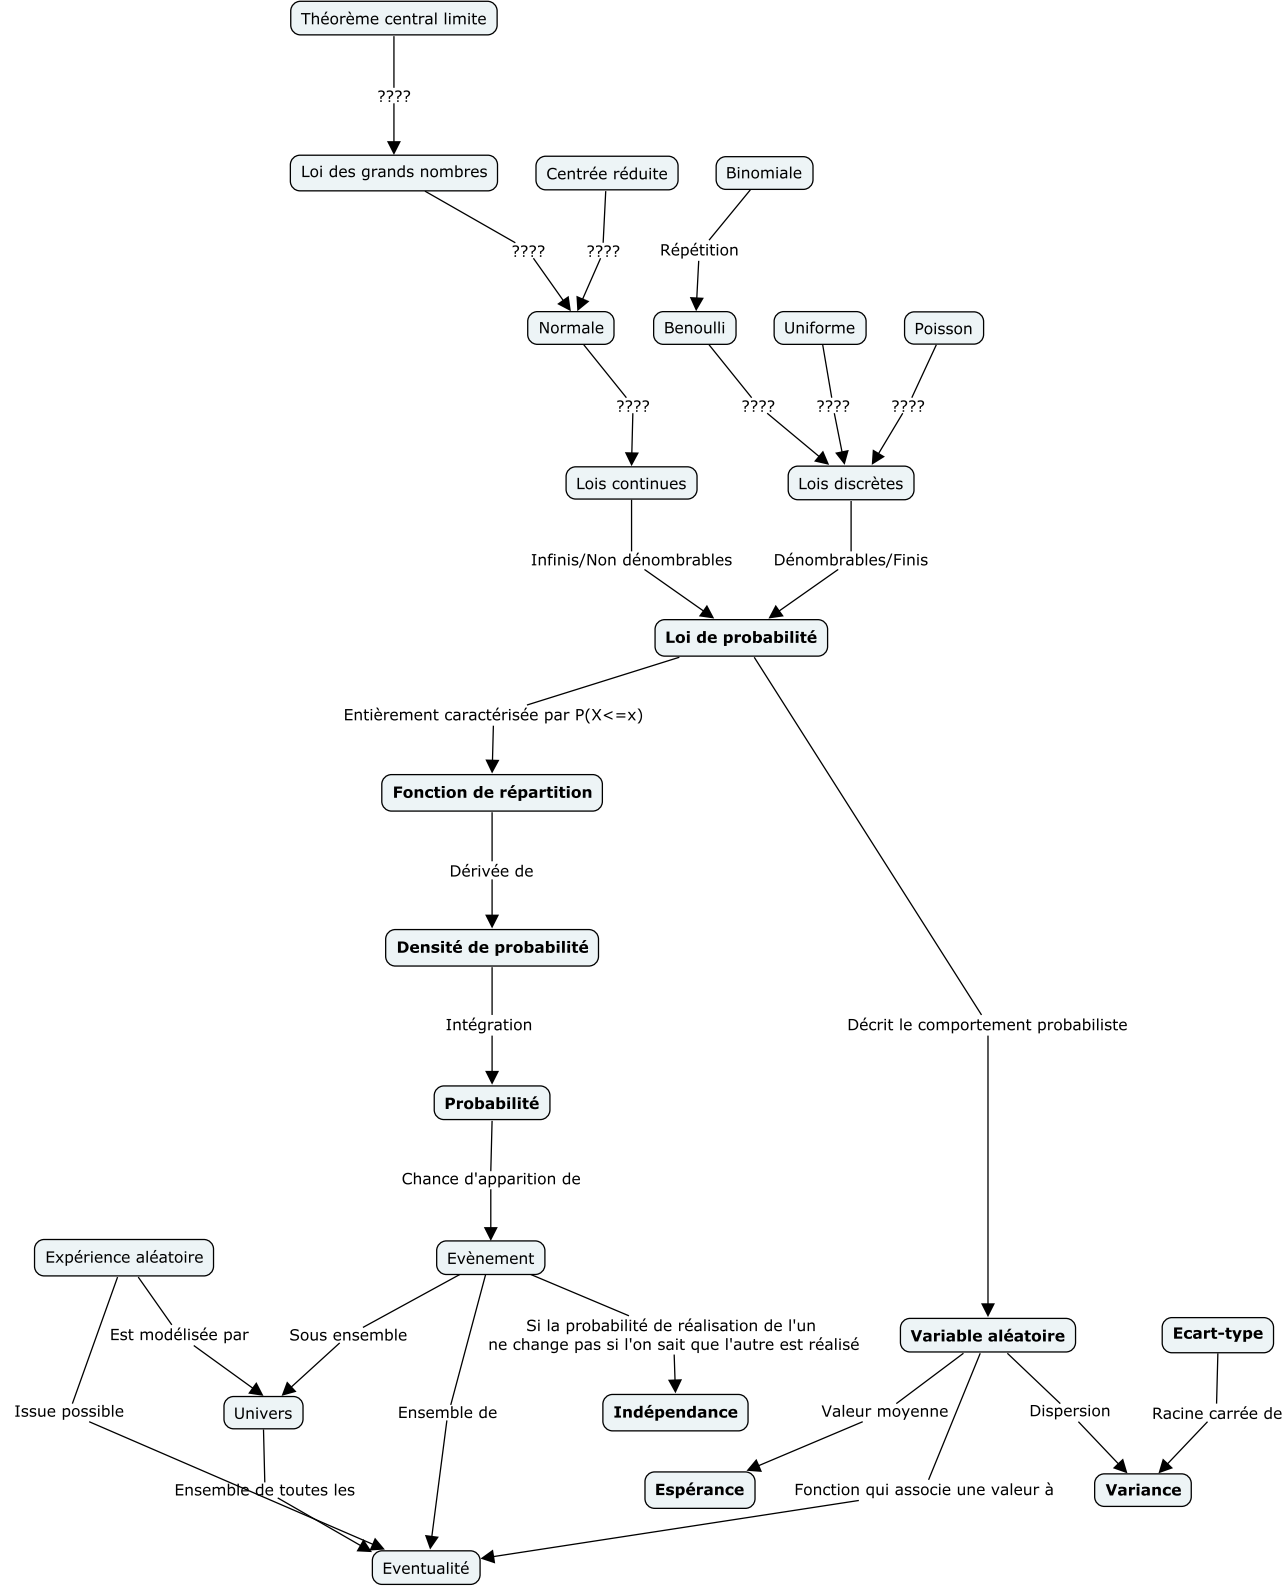 Théorème central limite
????
Loi des grands nombres
Centrée réduite
Binomiale
????
????
Répétition
Normale
Benoulli
Uniforme
Poisson
????
????
????
????
Lois continues
Lois discrètes
Infinis/Non dénombrables
Dénombrables/Finis
Loi de probabilité
Entièrement caractérisée par P(X<=x)
Fonction de répartition
Dérivée de
Densité de probabilité
Intégration
Décrit le comportement probabiliste
Probabilité
Chance d'apparition de
Expérience aléatoire
Evènement
Est modélisée par
Sous ensemble
Si la probabilité de réalisation de l'un
ne change pas si l'on sait que l'autre est réalisé
Variable aléatoire
Ecart-type
Issue possible
Univers
Ensemble de
Indépendance
Valeur moyenne
Dispersion
Racine carrée de
Ensemble de toutes les
Espérance
Fonction qui associe une valeur à
Variance
Eventualité